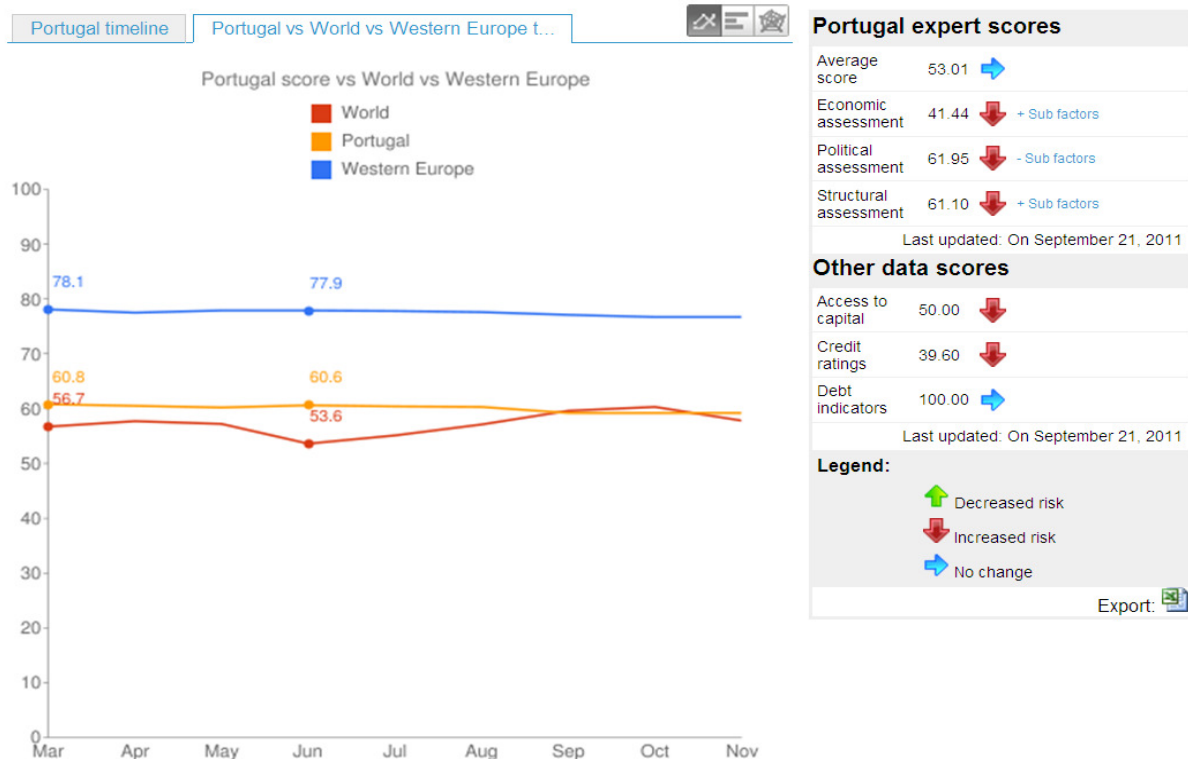 Portugal timeline
Portugal vs World vs Western Europe t...
Portugal score vs World vs Western Europe
World
Portugal
Western Europe
100
90
80
70
60
50
40
30
20
10
0
78.1
77.9
60.8
60.6
56.7
53.6
Mar Apr May Jun Jul Aug Sep Oct Nov
Portugal expert scores
Average
score 53.01
Economic
assessment 41.44 + Sub factors
Political
assessment 61.95 - Sub factors
Structural
assessment 61.10 + Sub factors
Last updated: On September 21, 2011
Other data scores
Access to
capital 50.00
Credit
ratings 39.60
Debt
indicators 100.00
Last updated: On September 21, 2011
Legend:
Decreased risk
Increased risk
No change
Export: